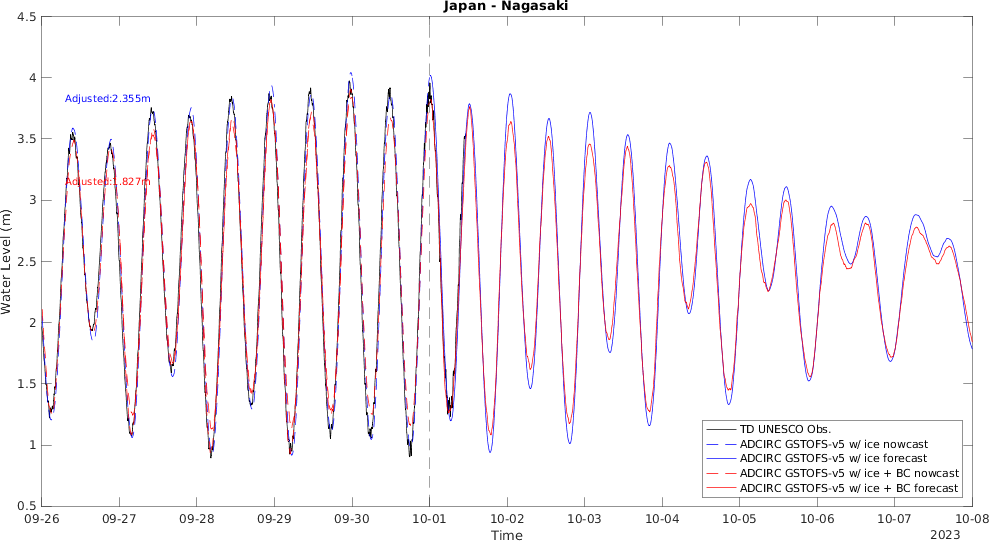 Japan - Nagasaki
Water Level (m)
4.5
4
3.5
3
2.5
2
1.5
1
0.5
Adjusted:2.355m
Adjusted:1.827m
TD UNESCO Obs.
ADCIRC GSTOFS-v5 w/ ice nowcast
ADCIRC GSTOFS-v5 w/ ice forecast
ADCIRC GSTOFS-v5 w/ ice + BC nowcast
ADCIRC GSTOFS-v5 w/ ice + BC forecast
09-26 09-27 09-28 09-29 09-30 10-01 10-02 10-03 10-04 10-05 10-06 10-07 10-08
Time
2023